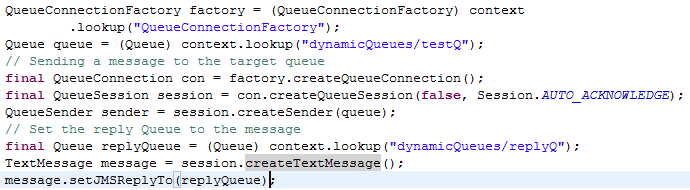 QueueConnectionFactory factory = (QueueConnectionFactory) context
.lookup("QueueConnectionFactory");
Queue queue = (Queue) context.lookup("dynamicQueues/testQ");
// Sending a message to the target queue
final QueueConnection con = factory.createQueueConnection();
final QueueSession session = con.createQueueSession(false, Session.AUTO_ACKNOWLEDGE);
QueueSender sender = session.createSender(queue);
// Set the reply Queue to the message
final Queue replyQueue = (Queue) context.lookup("dynamicQueues/replyQ");
TextMessage message = session.createTextMessage();
message.setJMSReplyTo(replyQueue);